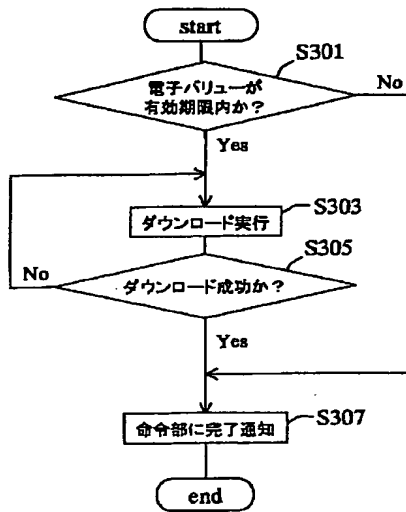 start
S301
電子バリューが
有効期限内か？
No
Yes
S303
ダウンロード実行
S305
No
ダウンロード成功か？
Yes
S307
命令部に完了通知
end